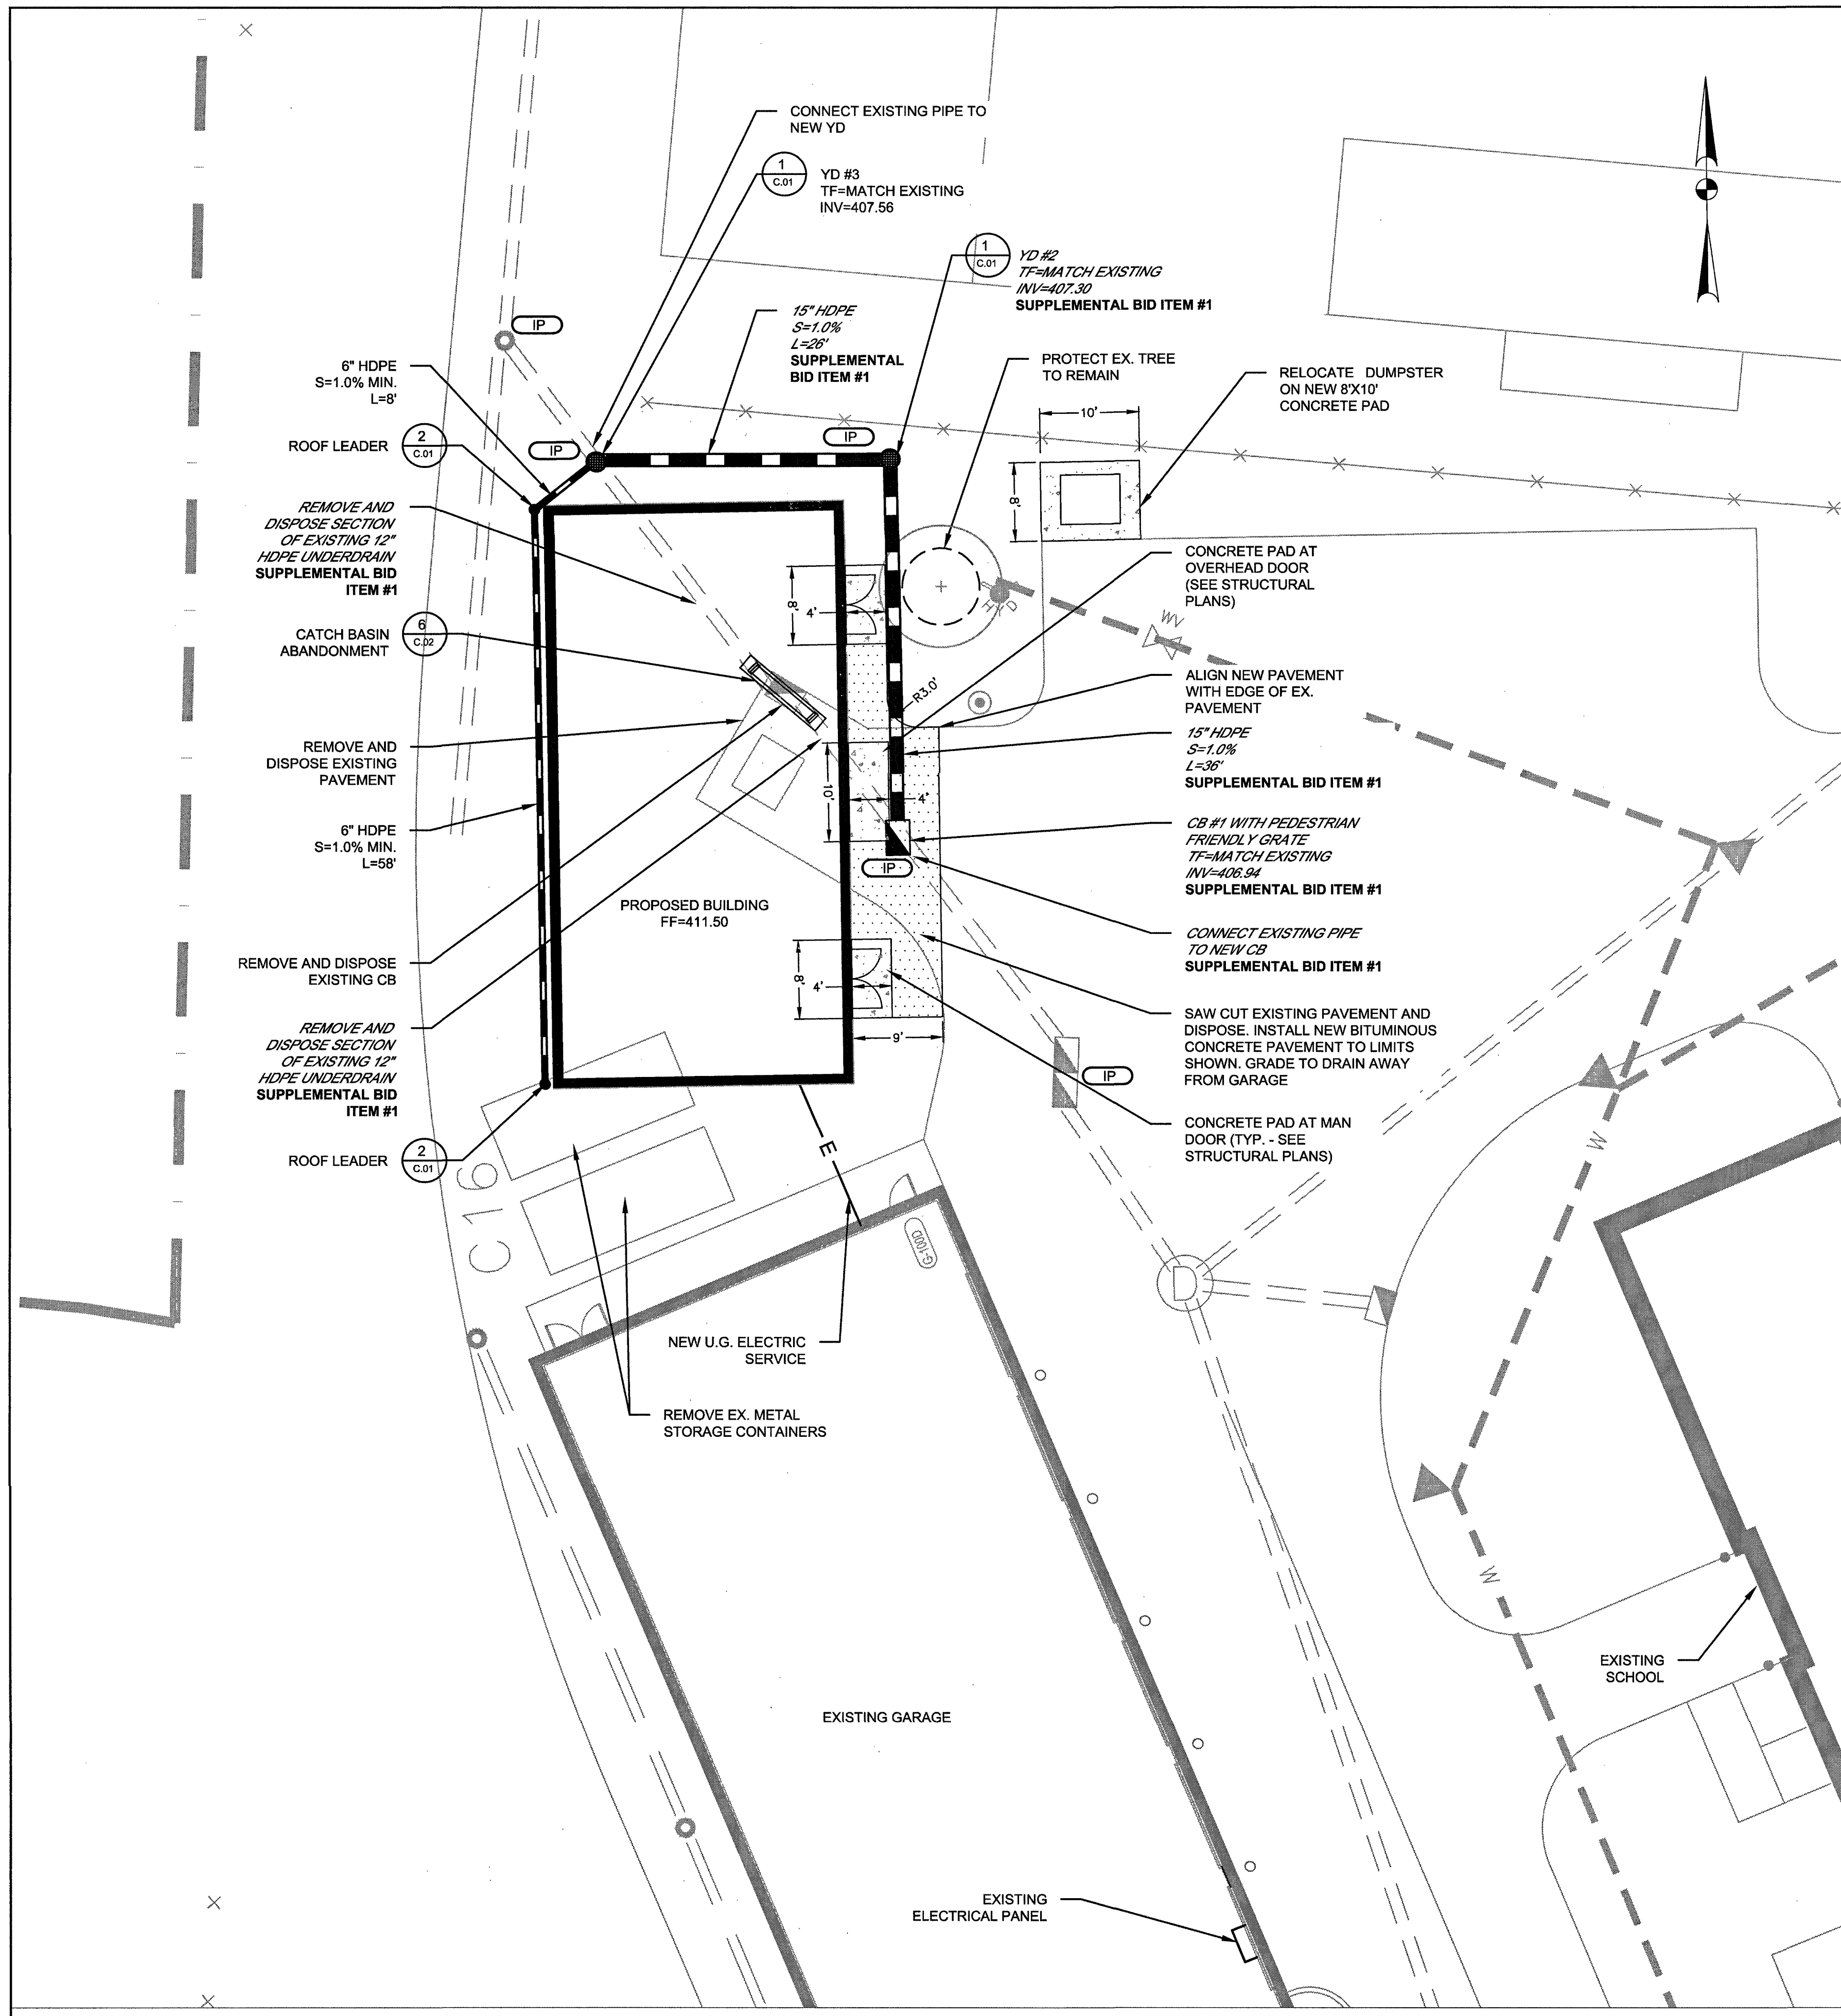 CONNECT EXISTING PIPE TO
NEW YD
1
C.01
YD #3
TF=MATCH EXISTING
INV=407.56
1
C.01
YD #2
TF=MATCH EXISTING
INV=407.30
SUPPLEMENTAL BID ITEM #1
15" HDPE
S=1.0%
L=26'
SUPPLEMENTAL
BID ITEM #1
IP
6" HDPE
S=1.0% MIN.
L=8'
PROTECT EX. TREE
TO REMAIN
RELOCATE DUMPSTER
ON NEW 8'X10'
CONCRETE PAD
10'
8'
ROOF LEADER
2
C.01
IP
IP
REMOVE AND
DISPOSE SECTION
OF EXISTING 12"
HDPE UNDERDRAIN
SUPPLEMENTAL BID
ITEM #1
CONCRETE PAD AT
OVERHEAD DOOR
(SEE STRUCTURAL
PLANS)
8'
4'
HYD
WV
CATCH BASIN
ABANDONMENT
6
C.02
ALIGN NEW PAVEMENT
WITH EDGE OF EX.
PAVEMENT
R3.0'
REMOVE AND
DISPOSE EXISTING
PAVEMENT
15" HDPE
S=1.0%
L=36'
SUPPLEMENTAL BID ITEM #1
10'
4'
6" HDPE
S=1.0% MIN.
L=58'
CB #1 WITH PEDESTRIAN
FRIENDLY GRATE
TF=MATCH EXISTING
INV=406.94
SUPPLEMENTAL BID ITEM #1
IP
PROPOSED BUILDING
FF=411.50
CONNECT EXISTING PIPE
TO NEW CB
SUPPLEMENTAL BID ITEM #1
REMOVE AND DISPOSE
EXISTING CB
8'
4'
9'
SAW CUT EXISTING PAVEMENT AND
DISPOSE. INSTALL NEW BITUMINOUS
CONCRETE PAVEMENT TO LIMITS
SHOWN. GRADE TO DRAIN AWAY
FROM GARAGE
REMOVE AND
DISPOSE SECTION
OF EXISTING 12"
HDPE UNDERDRAIN
SUPPLEMENTAL BID
ITEM #1
IP
CONCRETE PAD AT MAN
DOOR (TYP. - SEE
STRUCTURAL PLANS)
ROOF LEADER
2
C.01
E
W
C16
G-100D
D
NEW U.G. ELECTRIC
SERVICE
REMOVE EX. METAL
STORAGE CONTAINERS
W
EXISTING
SCHOOL
EXISTING GARAGE
EXISTING
ELECTRICAL PANEL